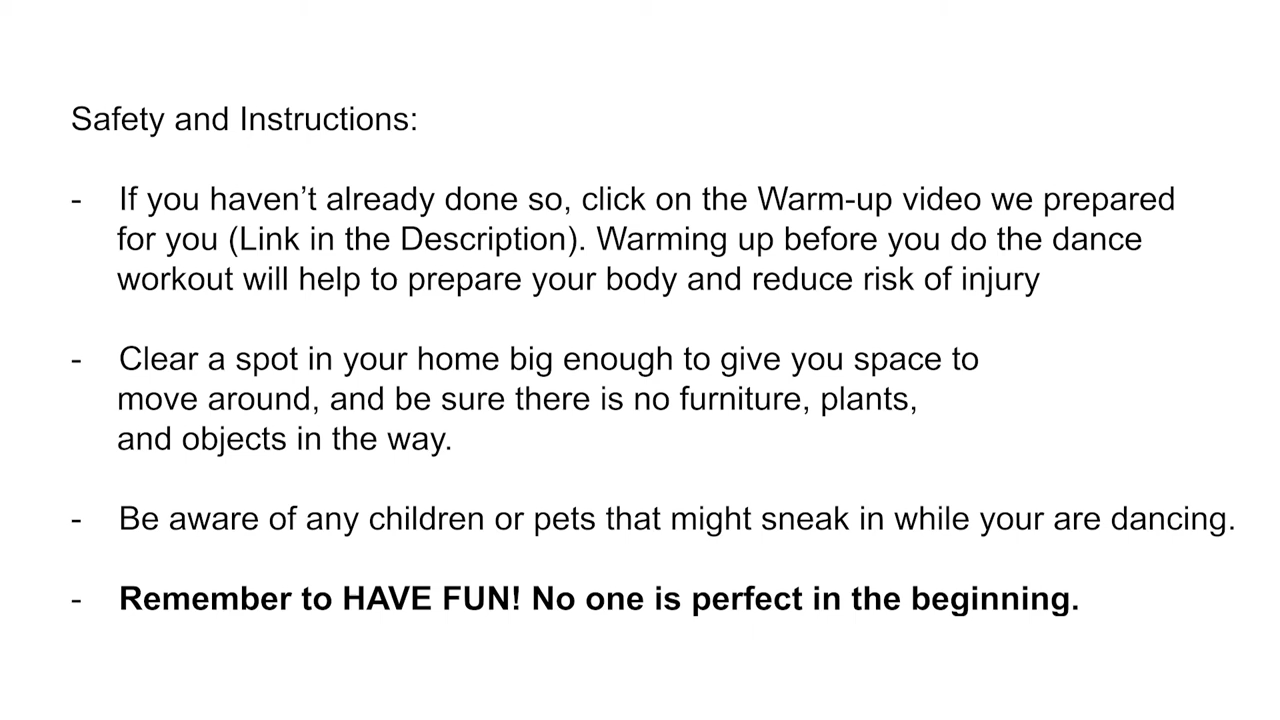 Safety and Instructions:
- If you haven’t already done so, click on the Warm-up video we prepared
for you (Link in the Description). Warming up before you do the dance
workout will help to prepare your body and reduce risk of injury
- Clear a spot in your home big enough to give you space to
move around, and be sure there is no furniture, plants,
and objects in the way.
- Be aware of any children or pets that might sneak in while your are dancing.
- Remember to HAVE FUN! No one is perfect in the beginning.